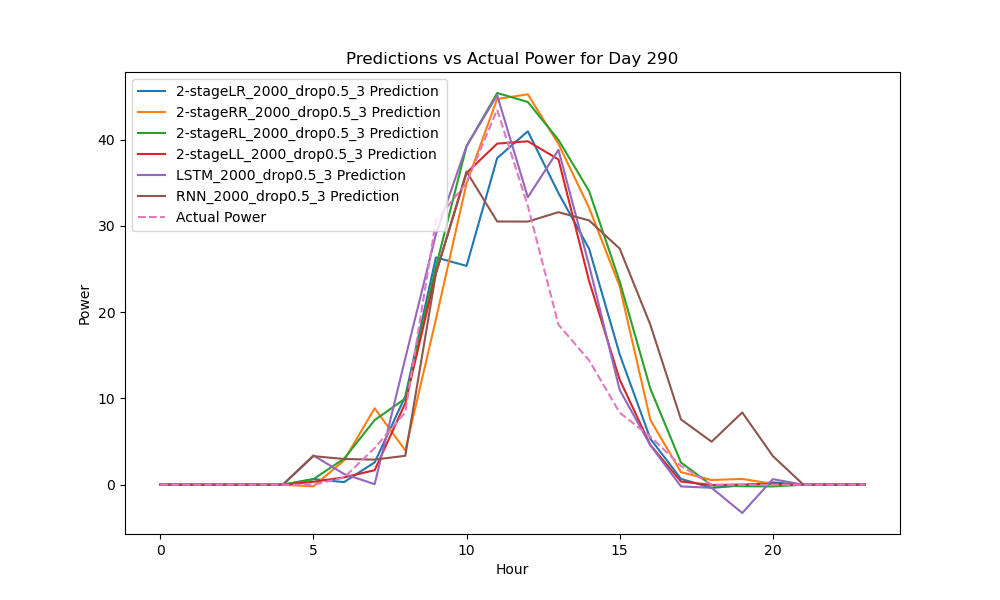 Predictions vs Actual Power for Day 290
2-stageLR_2000_drop0.5_3 Prediction
2-stageRR_2000_drop0.5_3 Prediction
2-stageRL_2000_drop0.5_3 Prediction
2-stageLL_2000_drop0.5_3 Prediction
LSTM_2000_drop0.5_3 Prediction
RNN_2000_drop0.5_3 Prediction
Actual Power
Power
40
30
20
10
0
0 5 10 15 20
Hour